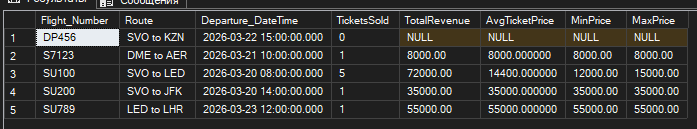 Результаты Сообщения
Flight_Number Route Departure_DateTime TicketsSold TotalRevenue AvgTicketPrice MinPrice MaxPrice
1 DP456 SVO to KZN 2026-03-22 15:00:00.000 0 NULL NULL NULL NULL
2 S7123 DME to AER 2026-03-21 10:00:00.000 1 8000.00 8000.000000 8000.00 8000.00
3 SU100 SVO to LED 2026-03-20 08:00:00.000 5 72000.00 14400.000000 12000.00 15000.00
4 SU200 SVO to JFK 2026-03-20 14:00:00.000 1 35000.00 35000.000000 35000.00 35000.00
5 SU789 LED to LHR 2026-03-23 12:00:00.000 1 55000.00 55000.000000 55000.00 55000.00